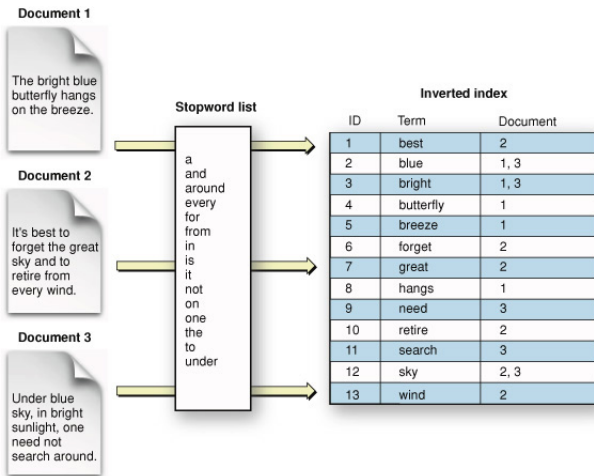 Document 1
The bright blue
butterfly hangs
on the breeze.
Document 2
It's best to
forget the great
sky and to
retire from
every wind.
Document 3
Under blue
sky, in bright
sunlight, one
need not
search around.
Stopword list
a
and
around
every
for
from
in
is
it
not
on
one
the
to
under
Inverted index
ID Term Document
1 best 2
2 blue 1, 3
3 bright 1, 3
4 butterfly 1
5 breeze 1
6 forget 2
7 great 2
8 hangs 1
9 need 3
10 retire 2
11 search 3
12 sky 2, 3
13 wind 2